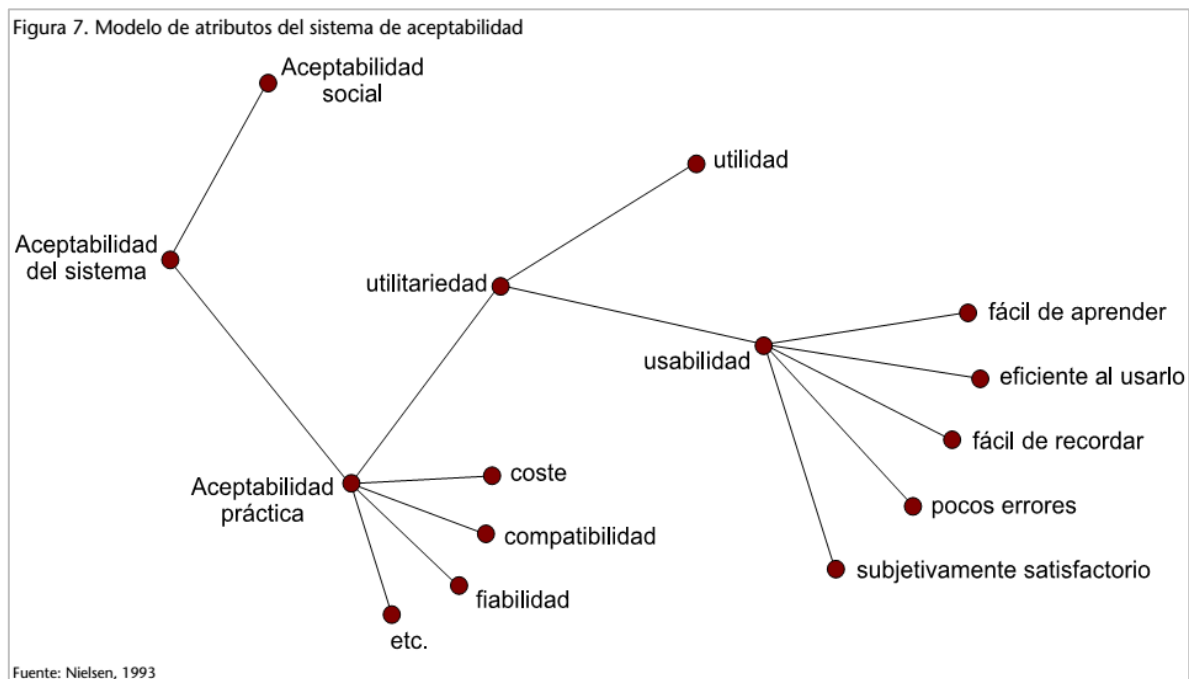 Figura 7. Modelo de atributos del sistema de aceptabilidad
Aceptabilidad
social
utilidad
Aceptabilidad
del sistema
utilitariedad
fácil de aprender
usabilidad
eficiente al usarlo
fácil de recordar
coste
Aceptabilidad
práctica
pocos errores
compatibilidad
subjetivamente satisfactorio
fiabilidad
etc.
Fuente: Nielsen, 1993